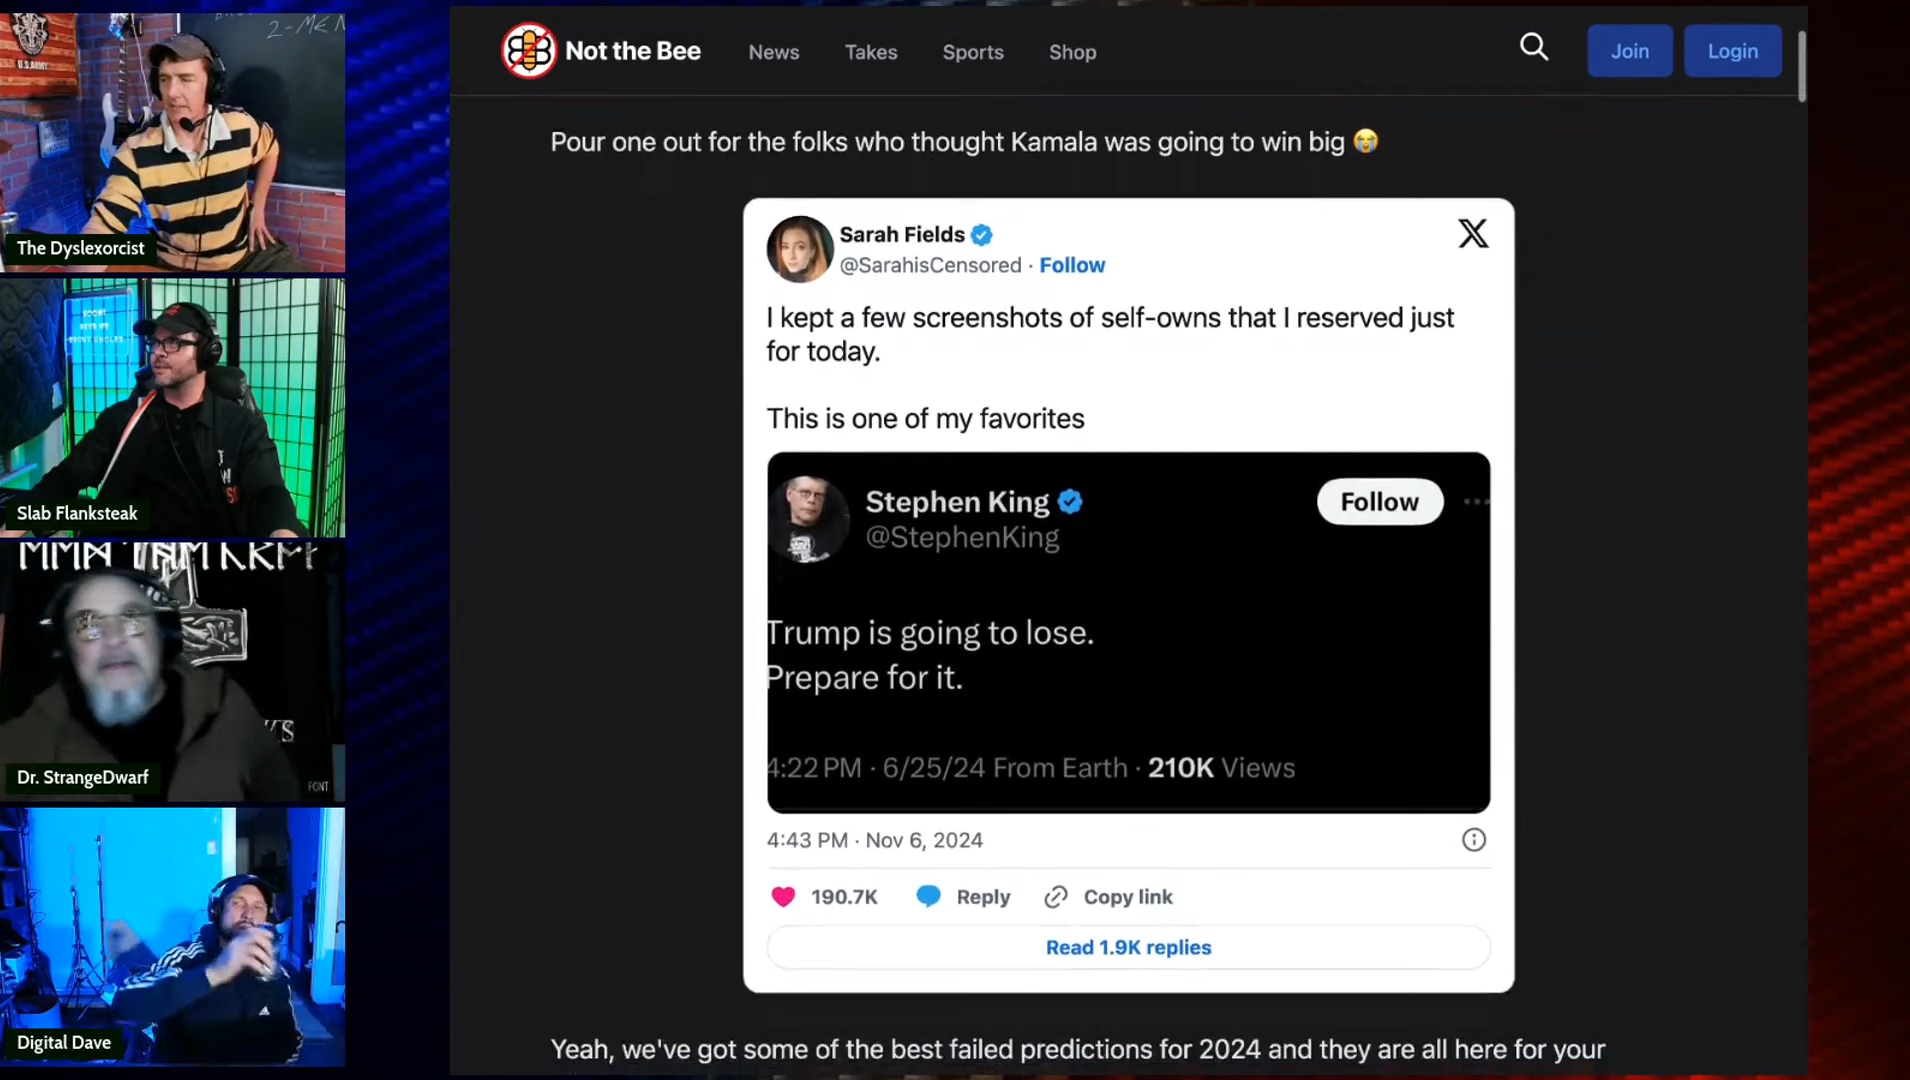 2-MEN
U.S. ARMY
The Dyslexorcist
Slab Flanksteak
Dr. StrangeDwarf
FONT
Digital Dave
Not the Bee
News
Takes
Sports
Shop
Join
Login
Pour one out for the folks who thought Kamala was going to win big 😭
Sarah Fields
@SarahisCensored · Follow
I kept a few screenshots of self-owns that I reserved just
for today.
This is one of my favorites
Stephen King
@StephenKing
Follow
Trump is going to lose.
Prepare for it.
4:22 PM · 6/25/24 From Earth · 210K Views
4:43 PM · Nov 6, 2024
190.7K
Reply
Copy link
Read 1.9K replies
Yeah, we've got some of the best failed predictions for 2024 and they are all here for your